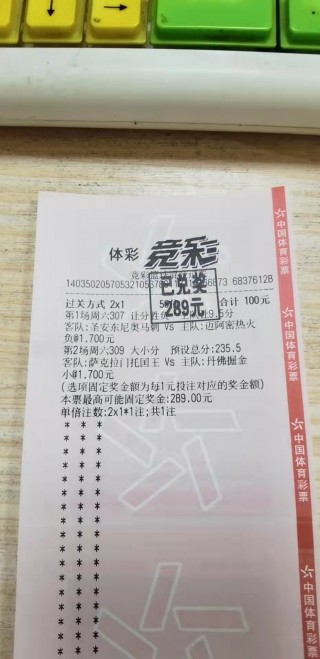 体彩 竞彩
6873 6837612B
已兑奖
289元
过关方式 2x1 合计 100元
第1场周六307 让分胜负 9.5分
客队:圣安东尼奥马刺 Vs 主队:迈阿密热火
负@1.700元
第2场周六309 大小分 预设总分:235.5
客队:萨克拉门托国王 Vs 主队:丹佛掘金
小@1.700元
(选项固定奖金额为每1元投注对应的奖金额)
本票最高可能固定奖金:289.00元
单倍注数:2x1*1注;共1注
中国体育彩票
中国体育彩票
中国体育彩票
中国体育彩票